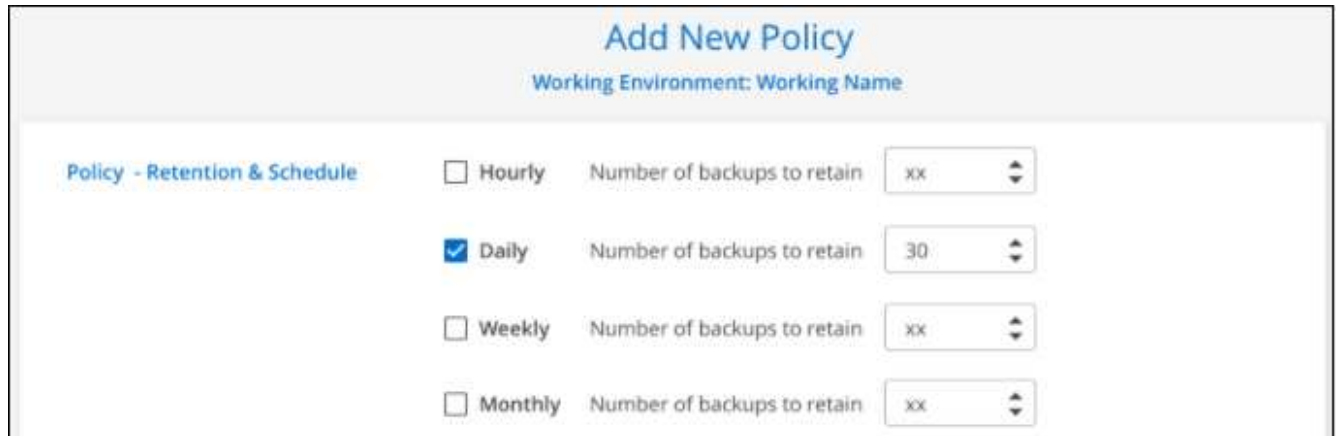 Add New Policy
Working Environment: Working Name
Policy - Retention & Schedule
Hourly Number of backups to retain xx
Daily Number of backups to retain 30
Weekly Number of backups to retain xx
Monthly Number of backups to retain xx